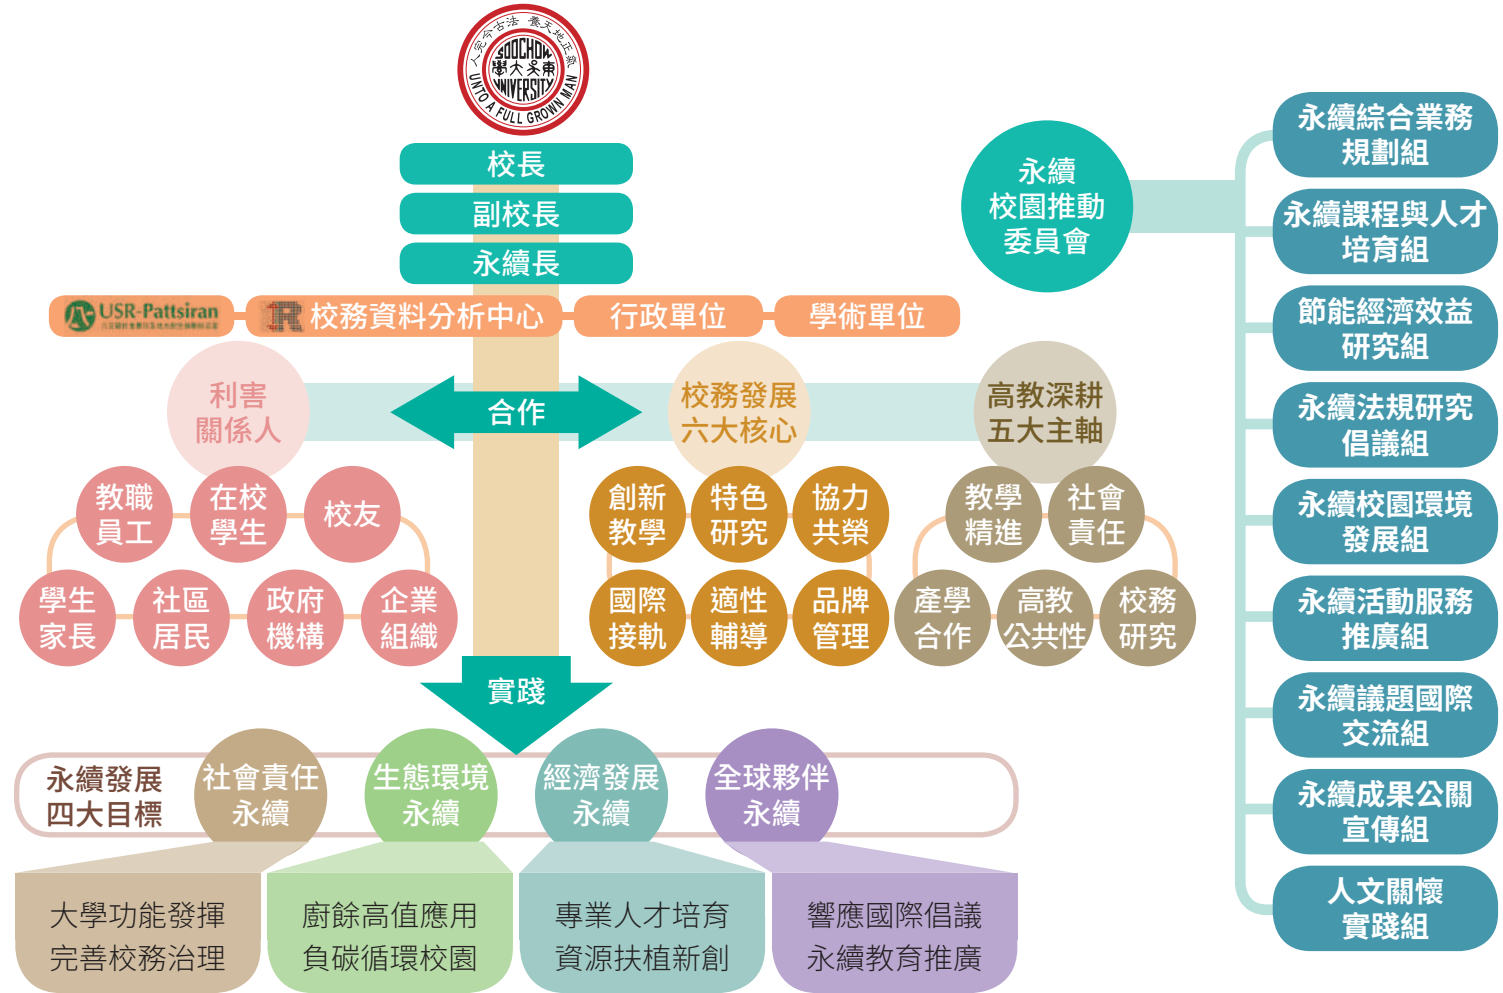 法古今完人
養天地正氣
SOOCHOW
東吳大學
UNIVERSITY
UNTO A FULL GROWN MAN
校長
副校長
永續長
USR-Pattsiran
校務資料分析中心
行政單位
學術單位
利害
關係人
合作
校務發展
六大核心
高教深耕
五大主軸
教職
員工
在校
學生
校友
學生
家長
社區
居民
政府
機構
企業
組織
創新
教學
特色
研究
協力
共榮
國際
接軌
適性
輔導
品牌
管理
教學
精進
社會
責任
產學
合作
高教
公共性
校務
研究
實踐
永續發展
四大目標
社會責任
永續
生態環境
永續
經濟發展
永續
全球夥伴
永續
大學功能發揮
完善校務治理
廚餘高值應用
負碳循環校園
專業人才培育
資源扶植新創
響應國際倡議
永續教育推廣
永續
校園推動
委員會
永續綜合業務
規劃組
永續課程與人才
培育組
節能經濟效益
研究組
永續法規研究
倡議組
永續校園環境
發展組
永續活動服務
推廣組
永續議題國際
交流組
永續成果公關
宣傳組
人文關懷
實踐組